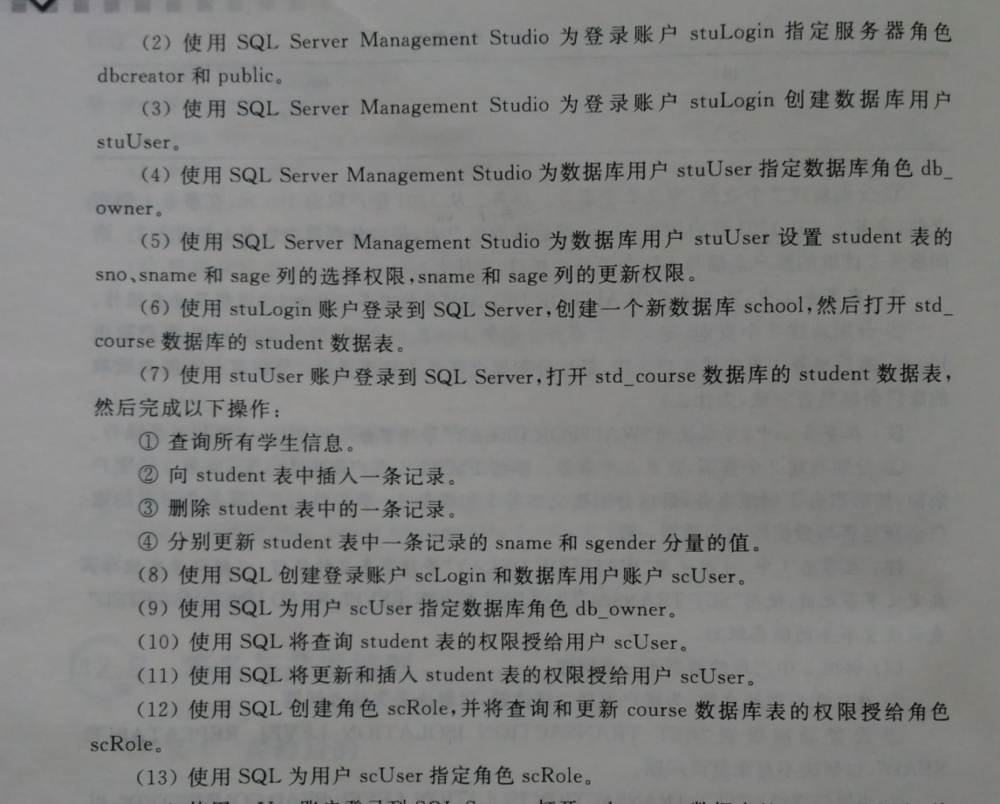 (2) 使用 SQL Server Management Studio 为登录账户 stuLogin 指定服务器角色
dbcreator 和 public。
(3) 使用 SQL Server Management Studio 为登录账户 stuLogin 创建数据库用户
stuUser。
(4) 使用 SQL Server Management Studio 为数据库用户 stuUser 指定数据库角色 db_
owner。
(5) 使用 SQL Server Management Studio 为数据库用户 stuUser 设置 student 表的
sno、sname 和 sage 列的选择权限,sname 和 sage 列的更新权限。
(6) 使用 stuLogin 账户登录到 SQL Server,创建一个新数据库 school,然后打开 std_
course 数据库的 student 数据表。
(7) 使用 stuUser 账户登录到 SQL Server,打开 std_course 数据库的 student 数据表,
然后完成以下操作:
① 查询所有学生信息。
② 向 student 表中插入一条记录。
③ 删除 student 表中的一条记录。
④ 分别更新 student 表中一条记录的 sname 和 sgender 分量的值。
(8) 使用 SQL 创建登录账户 scLogin 和数据库用户账户 scUser。
(9) 使用 SQL 为用户 scUser 指定数据库角色 db_owner。
(10) 使用 SQL 将查询 student 表的权限授给用户 scUser。
(11) 使用 SQL 将更新和插入 student 表的权限授给用户 scUser。
(12) 使用 SQL 创建角色 scRole,并将查询和更新 course 数据库表的权限授给角色
scRole。
(13) 使用 SQL 为用户 scUser 指定角色 scRole。